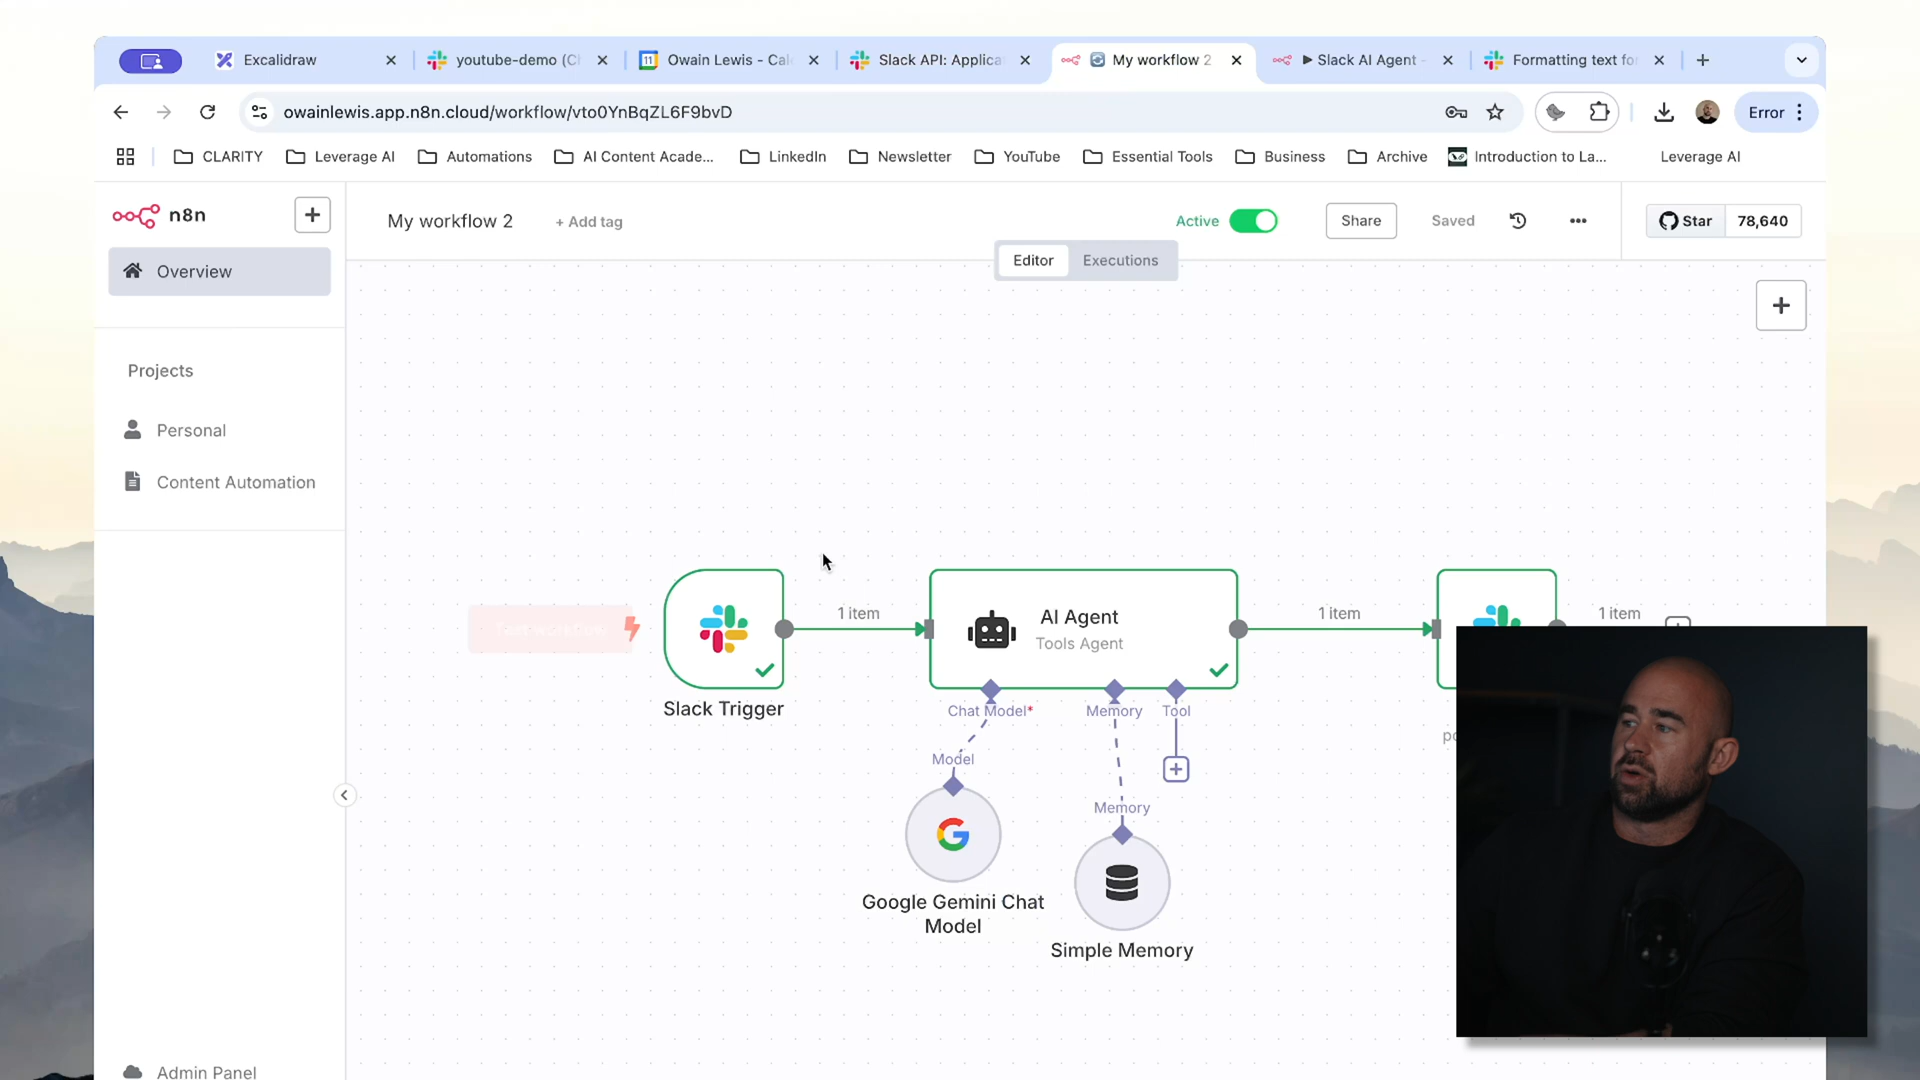 Excalidraw
youtube-demo (Cl
Owain Lewis - Cal
Slack API: Applica
My workflow 2
Slack AI Agent -
Formatting text fo
owainlewis.app.n8n.cloud/workflow/vto0YnBqZL6F9bvD
Error
CLARITY
Leverage AI
Automations
AI Content Acade...
LinkedIn
Newsletter
YouTube
Essential Tools
Business
Archive
Introduction to La...
Leverage AI
n8n
My workflow 2
+ Add tag
Active
Share
Saved
Star
78,640
Editor
Executions
Overview
Projects
Personal
Content Automation
Admin Panel
1 item
AI Agent
Tools Agent
1 item
1 item
Slack Trigger
Chat Model*
Memory
Tool
Model
Memory
Google Gemini Chat
Model
Simple Memory